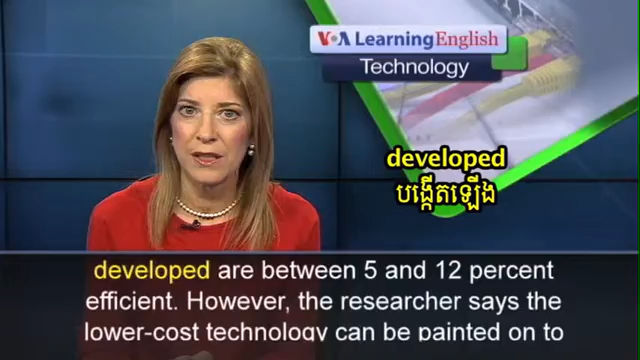 VOA Learning English
Technology
developed
បង្កើតឡើង
developed are between 5 and 12 percent
efficient. However, the researcher says the
lower-cost technology can be painted on to